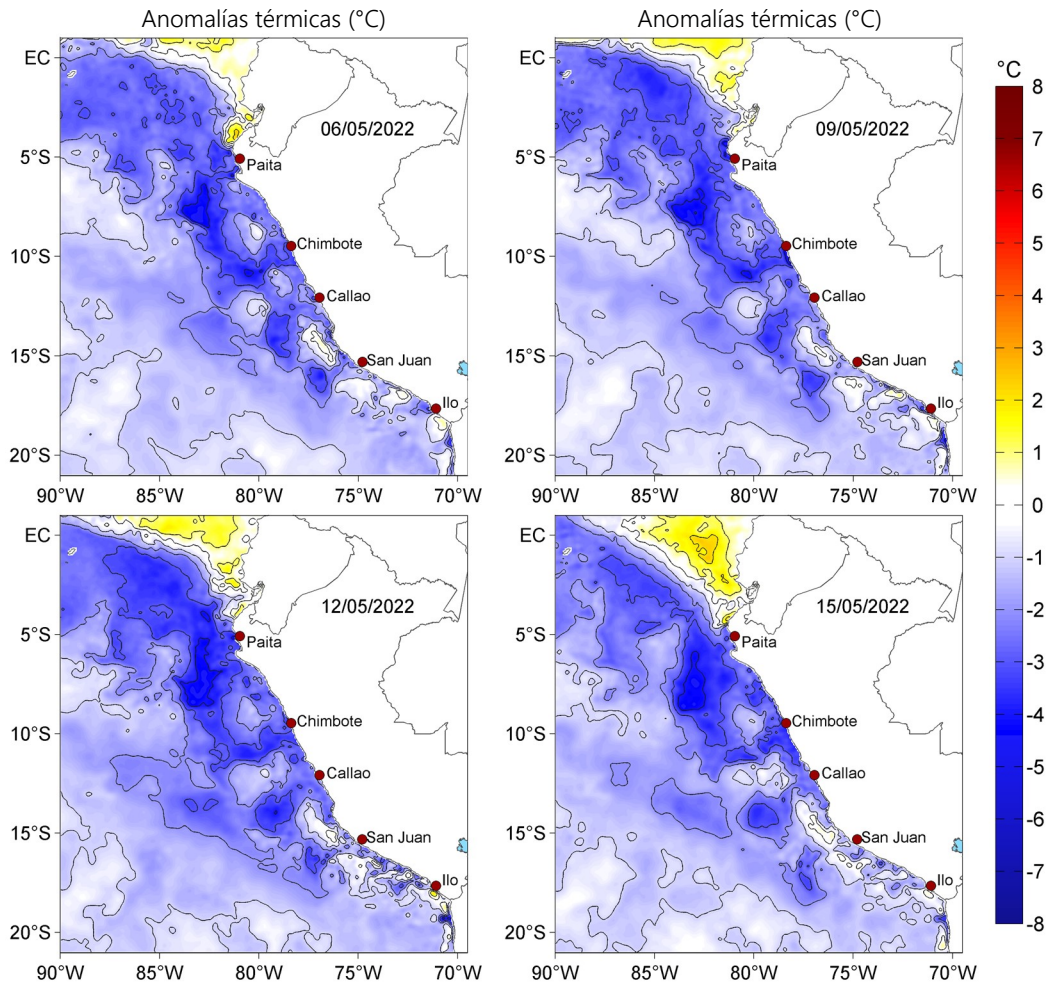 Anomalías térmicas (°C)
Anomalías térmicas (°C)
EC
5°S
10°S
15°S
20°S
90°W
85°W
80°W
75°W
70°W
06/05/2022
Paita
Chimbote
Callao
San Juan
Ilo
EC
5°S
10°S
15°S
20°S
90°W
85°W
80°W
75°W
70°W
09/05/2022
Paita
Chimbote
Callao
San Juan
Ilo
EC
5°S
10°S
15°S
20°S
90°W
85°W
80°W
75°W
70°W
12/05/2022
Paita
Chimbote
Callao
San Juan
Ilo
EC
5°S
10°S
15°S
20°S
90°W
85°W
80°W
75°W
70°W
15/05/2022
Paita
Chimbote
Callao
San Juan
Ilo
°C
8
7
6
5
4
3
2
1
0
-1
-2
-3
-4
-5
-6
-7
-8